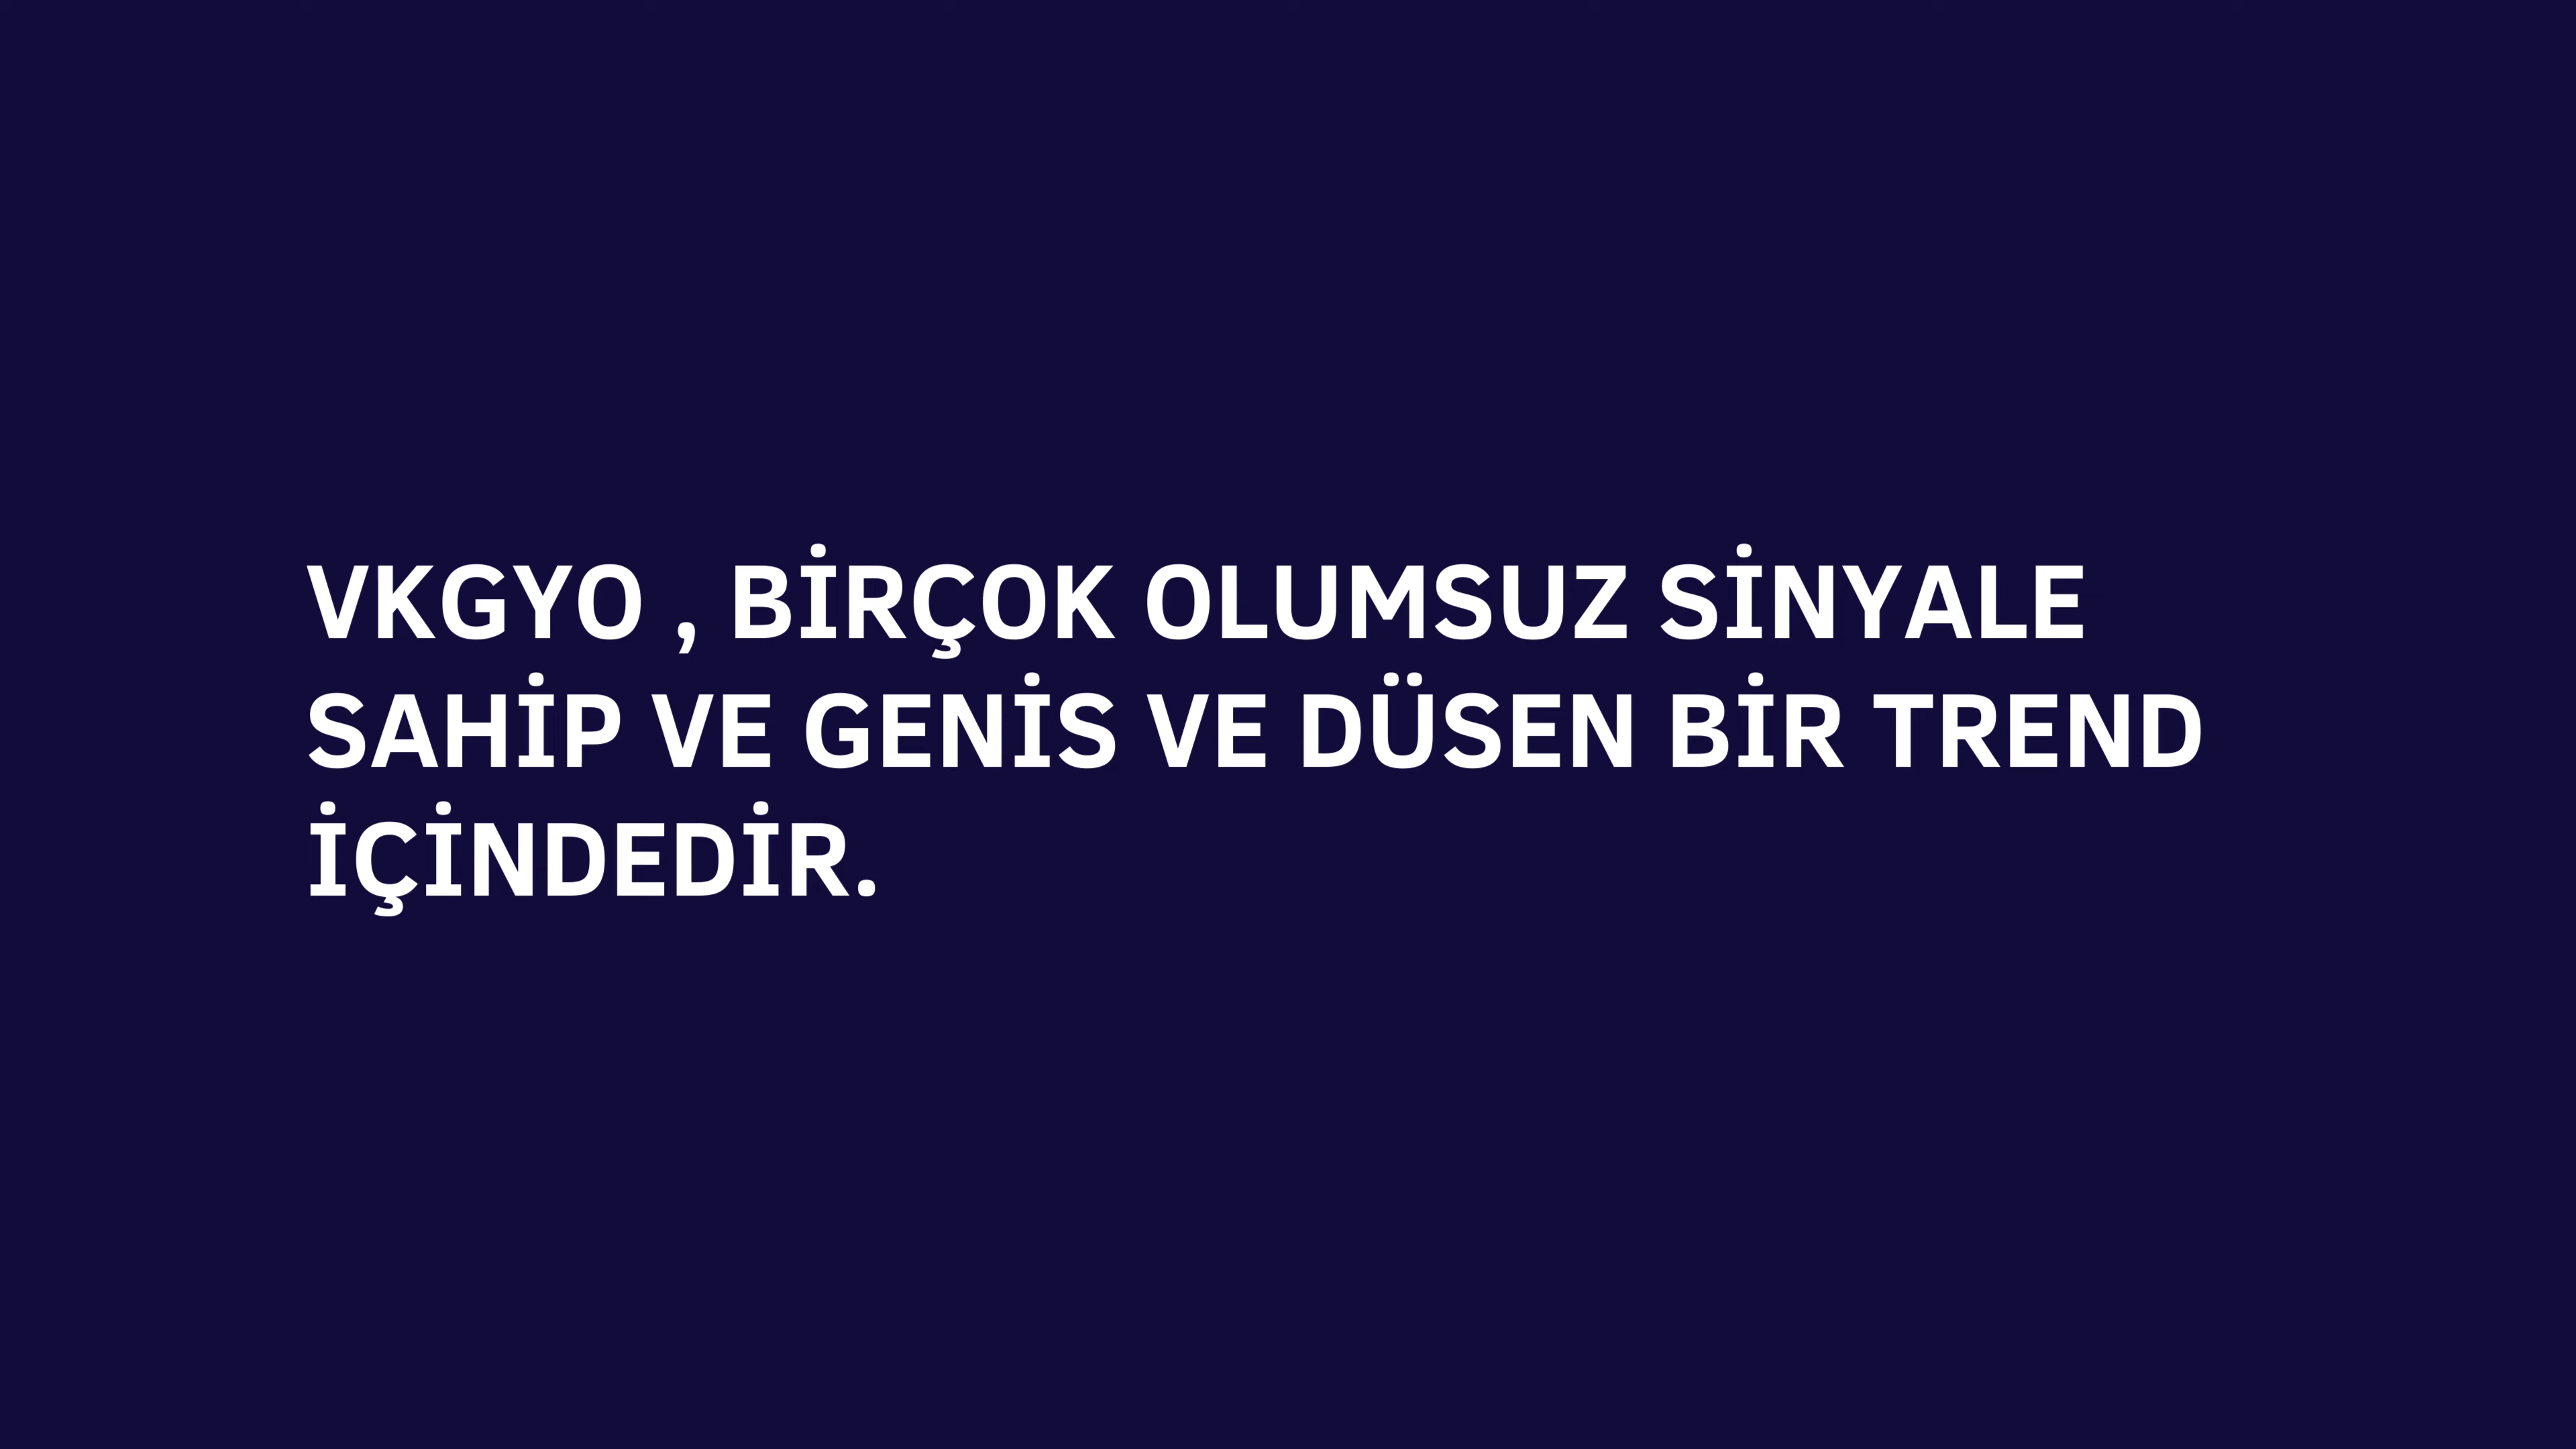 VKGYO , BİRÇOK OLUMSUZ SİNYALE
SAHİP VE GENİS VE DÜSEN BİR TREND
İÇİNDEDİR.